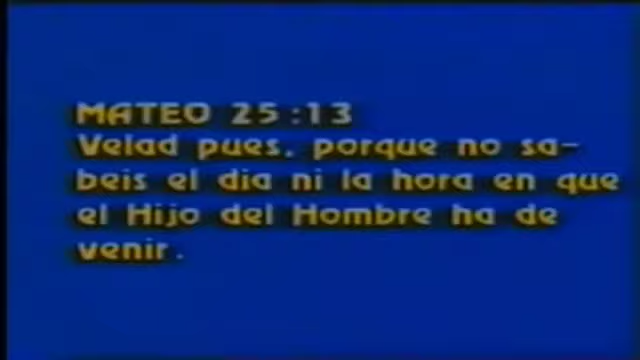 MATEO 25:13
Velad pues, porque no sa-
beis el dia ni la hora en que
el Hijo del Hombre ha de
venir.